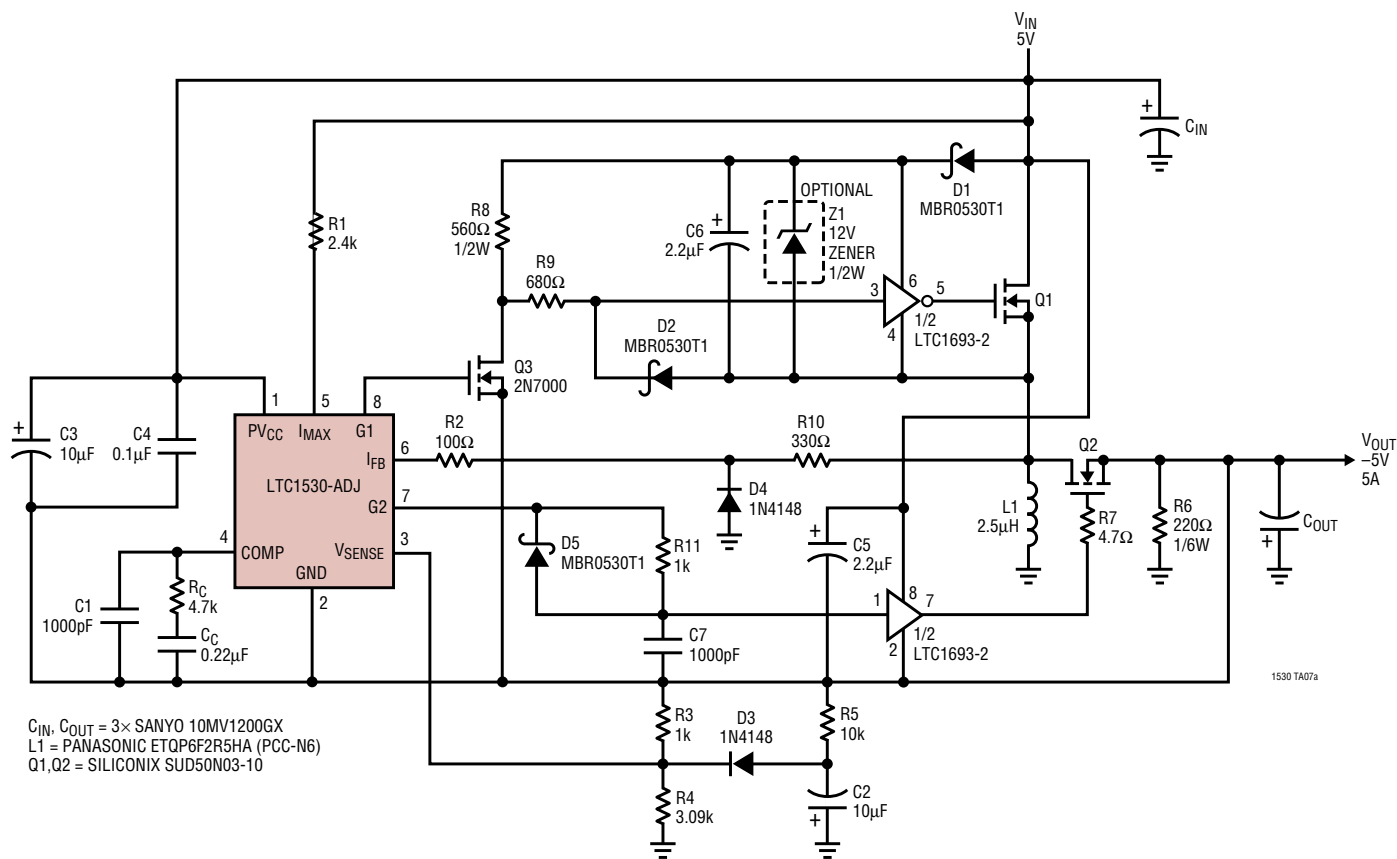 VIN
5V
+
CIN
D1
MBR0530T1
OPTIONAL
Z1
12V
ZENER
1/2W
R8
560Ω
1/2W
+
C6
2.2µF
R1
2.4k
R9
680Ω
3
6
5
4
1/2
LTC1693-2
Q1
D2
MBR0530T1
Q3
2N7000
+
C3
10µF
C4
0.1µF
1
5
8
PVCC
IMAX
G1
6
IFB
R2
100Ω
R10
330Ω
Q2
VOUT
–5V
5A
LTC1530-ADJ
7
G2
D4
1N4148
L1
2.5µH
R7
4.7Ω
R6
220Ω
1/6W
COUT
+
4
COMP
3
VSENSE
GND
2
D5
MBR0530T1
R11
1k
+
C5
2.2µF
C1
1000pF
RC
4.7k
CC
0.22µF
C7
1000pF
1
8
7
2
1/2
LTC1693-2
1530 TA07a
R3
1k
D3
1N4148
R5
10k
R4
3.09k
C2
10µF
+
CIN, COUT = 3× SANYO 10MV1200GX
L1 = PANASONIC ETQP6F2R5HA (PCC-N6)
Q1,Q2 = SILICONIX SUD50N03-10